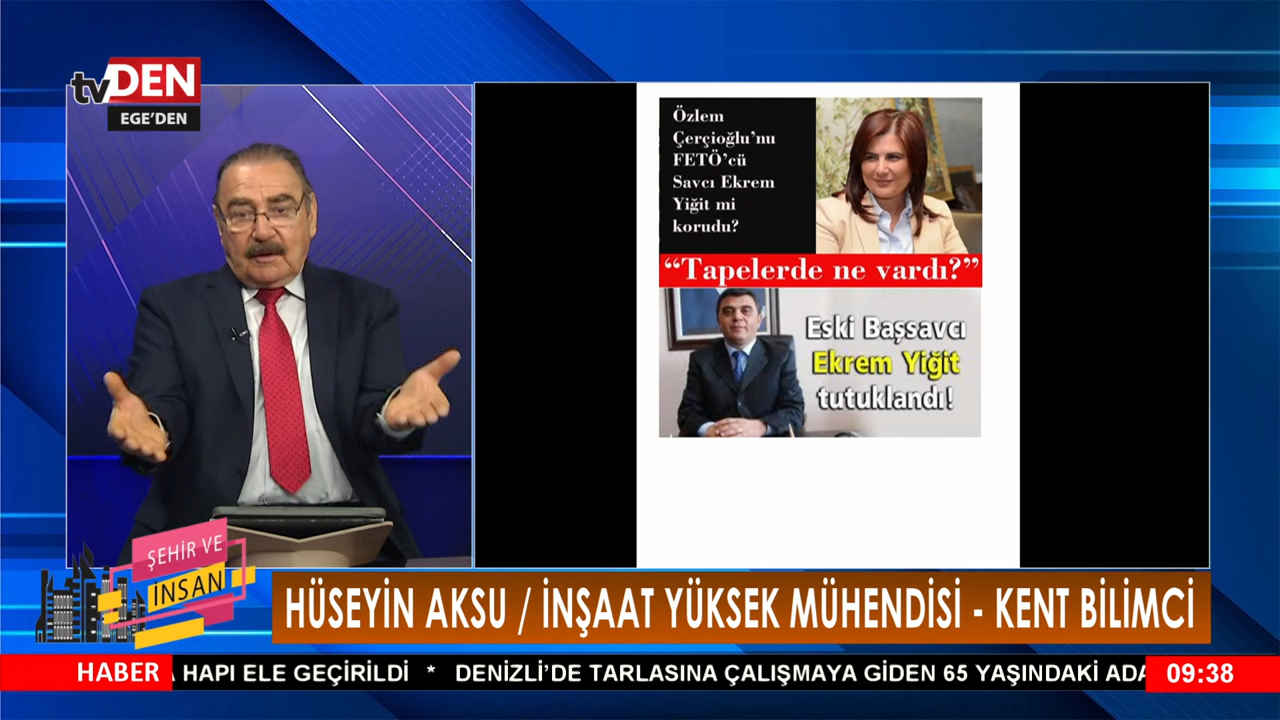 tvDEN
EGE'DEN
Özlem
Çerçioğlu'nu
FETÖ'cü
Savcı Ekrem
Yiğit mi
korudu?
“Tapelerde ne vardı?”
Eski Başsavcı
Ekrem Yiğit
tutuklandı!
ŞEHİR VE
İNSAN
HÜSEYİN AKSU / İNŞAAT YÜKSEK MÜHENDİSİ - KENT BİLİMCİ
HABER HAPI ELE GEÇİRİLDİ * DENİZLİ'DE TARLASINA ÇALIŞMAYA GİDEN 65 YAŞINDAKİ 09:38